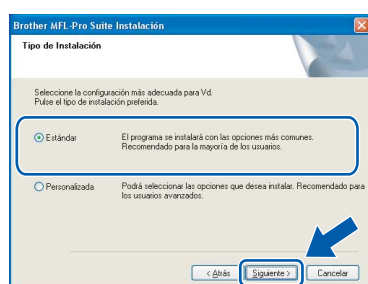 Brother MFL-Pro Suite Instalación
Tipo de Instalación
Seleccione la configuración más adecuada para Vd.
Pulse el tipo de instalación preferida.
Estándar
El programa se instalará con las opciones más comunes.
Recomendado para la mayoría de los usuarios.
Personalizada
Podrá seleccionar las opciones que desea instalar. Recomendado para
los usuarios avanzados.
< Atrás
Siguiente >
Cancelar